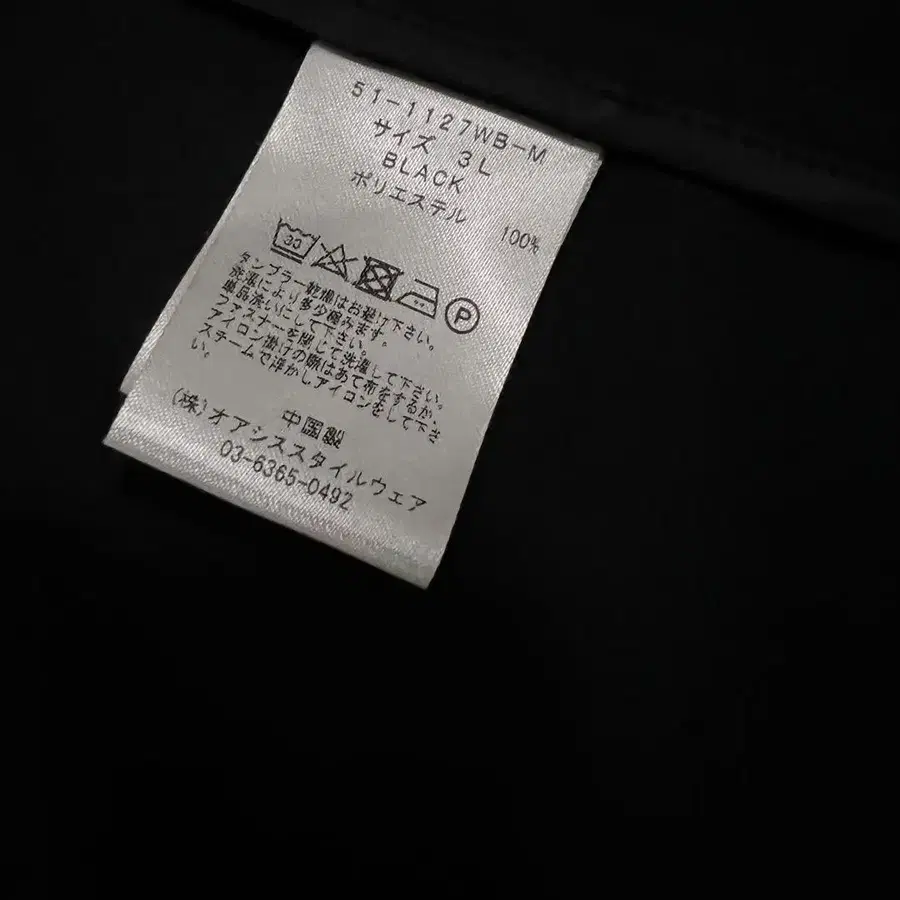 51-1127WB-M
サイズ 3L
BLACK
ポリエステル 100%
30 P
タンブラー乾燥はお避け下さい。
洗濯により多少縮みます。
単品洗いにして下さい。
ファスナーを閉じて洗濯して下さい。
アイロン掛けの際はあて布をするか、
スチームで浮かしアイロンをして下さ
い。
中国製
(株)オアシススタイルウェア
03-6365-0492